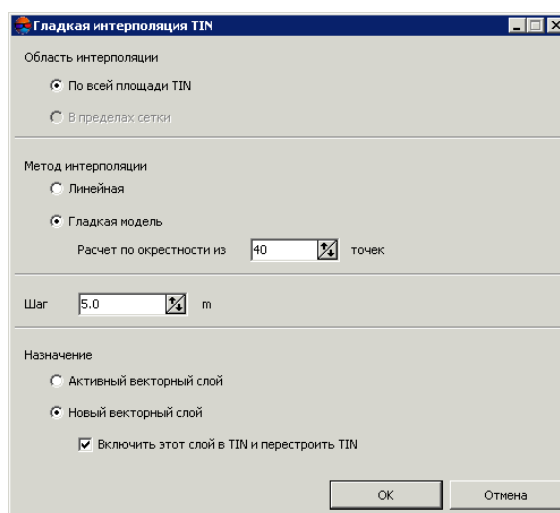 Гладкая интерполяция TIN
Область интерполяции
По всей площади TIN
В пределах сетки
Метод интерполяции
Линейная
Гладкая модель
Расчет по окрестности из 40 точек
Шаг 5.0 m
Назначение
Активный векторный слой
Новый векторный слой
Включить этот слой в TIN и перестроить TIN
OK Отмена